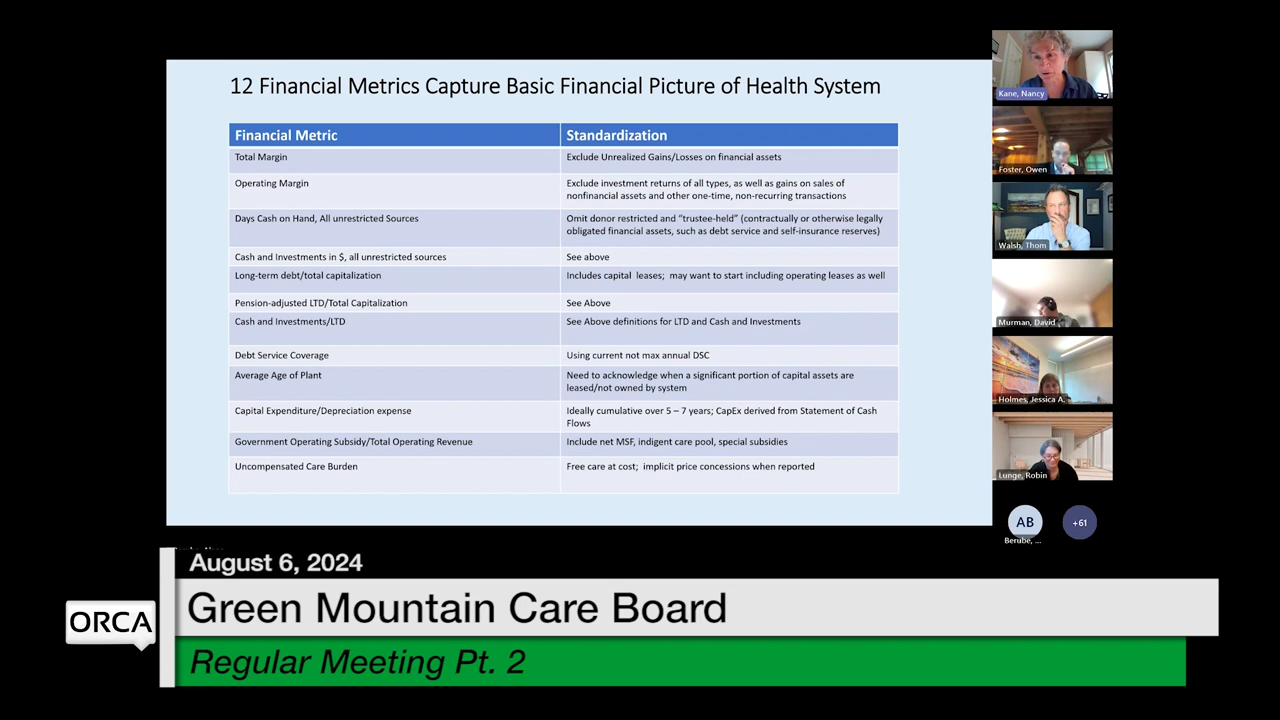 12 Financial Metrics Capture Basic Financial Picture of Health System
Financial Metric
Standardization
Total Margin
Exclude Unrealized Gains/Losses on financial assets
Operating Margin
Exclude investment returns of all types, as well as gains on sales of
nonfinancial assets and other one-time, non-recurring transactions
Days Cash on Hand, All unrestricted Sources
Omit donor restricted and “trustee-held” (contractually or otherwise legally
obligated financial assets, such as debt service and self-insurance reserves)
Cash and Investments in $, all unrestricted sources
See above
Long-term debt/total capitalization
Includes capital leases; may want to start including operating leases as well
Pension-adjusted LTD/Total Capitalization
See Above
Cash and Investments/LTD
See Above definitions for LTD and Cash and Investments
Debt Service Coverage
Using current not max annual DSC
Average Age of Plant
Need to acknowledge when a significant portion of capital assets are
leased/not owned by system
Capital Expenditure/Depreciation expense
Ideally cumulative over 5 – 7 years; CapEx derived from Statement of Cash
Flows
Government Operating Subsidy/Total Operating Revenue
Include net MSF, indigent care pool, special subsidies
Uncompensated Care Burden
Free care at cost; implicit price concessions when reported
Kane, Nancy
Foster, Owen
Walsh, Thom
Murman, David
Holmes, Jessica A.
Lunge, Robin
AB
+61
Berube, ...
August 6, 2024
ORCA
Green Mountain Care Board
Regular Meeting Pt. 2